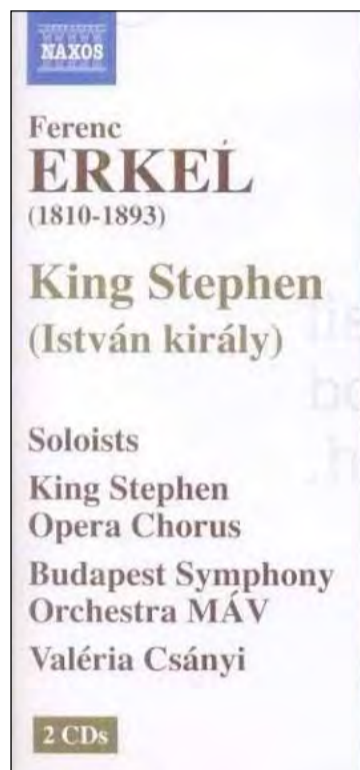 NAXOS
Ferenc
ERKEL
(1810-1893)
King Stephen
(István király)
Soloists
King Stephen
Opera Chorus
Budapest Symphony
Orchestra MÁV
Valéria Csányi
2 CDs